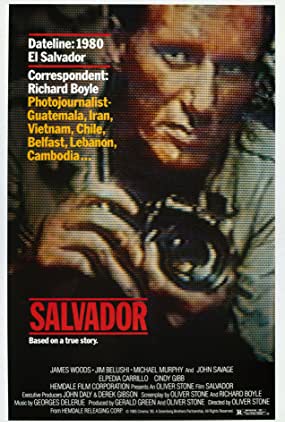 Dateline: 1980
El Salvador
Correspondent:
Richard Boyle
Photojournalist-
Guatemala, Iran,
Vietnam, Chile,
Belfast, Lebanon,
Cambodia...
SALVADOR
Based on a true story.
JAMES WOODS • JIM BELUSHI • MICHAEL MURPHY AND JOHN SAVAGE
ELPEDIA CARRILLO CINDY GIBB
HEMDALE FILM CORPORATION Presents An OLIVER STONE Film SALVADOR
Executive Producers JOHN DALY & DEREK GIBSON Screenplay by OLIVER STONE And RICHARD BOYLE
Music by GEORGES DELERUE Produced by GERALD GREEN And OLIVER STONE Directed by OLIVER STONE
From HEMDALE RELEASING CORP
R